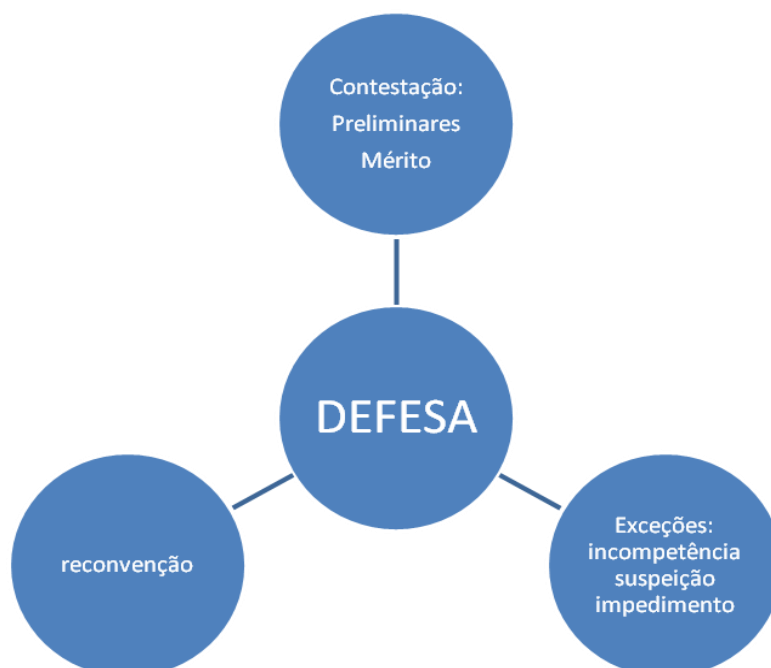 Contestação:
Preliminares
Mérito
DEFESA
reconvenção
Exceções:
incompetência
suspeição
impedimento